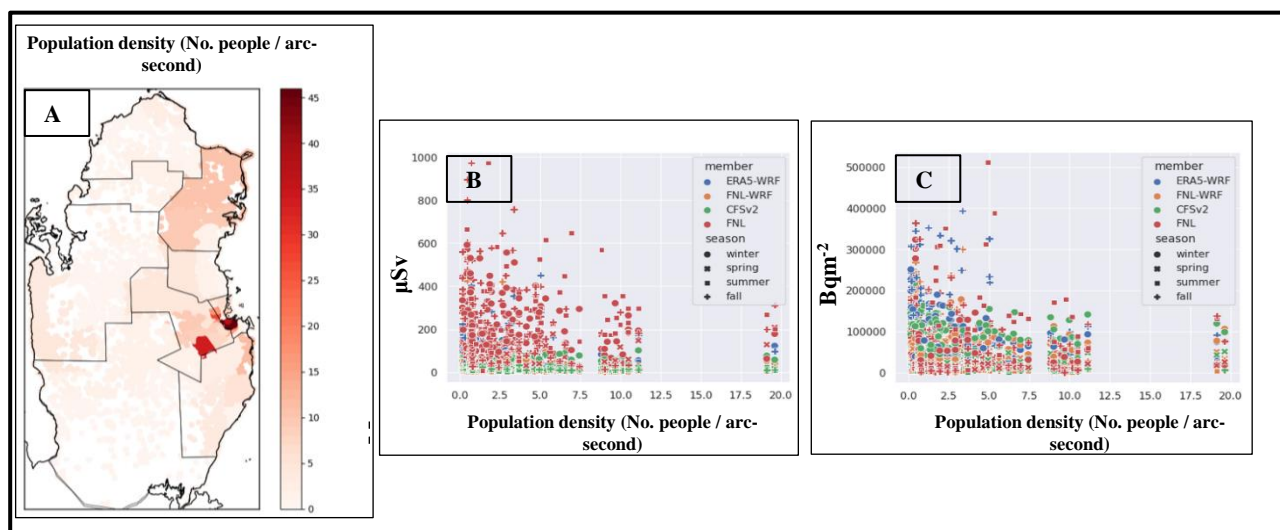 Population density (No. people / arc-
second)
A
45
40
35
30
25
20
15
10
5
0
B
μSv
1000
800
600
400
200
0
member
ERA5-WRF
FNL-WRF
CFSv2
FNL
season
winter
spring
summer
fall
0.0 2.5 5.0 7.5 10.0 12.5 15.0 17.5 20.0
Population density (No. people / arc-
second)
C
Bqm-2
500000
400000
300000
200000
100000
0
member
ERA5-WRF
FNL-WRF
CFSv2
FNL
season
winter
spring
summer
fall
0.0 2.5 5.0 7.5 10.0 12.5 15.0 17.5 20.0
Population density (No. people / arc-
second)